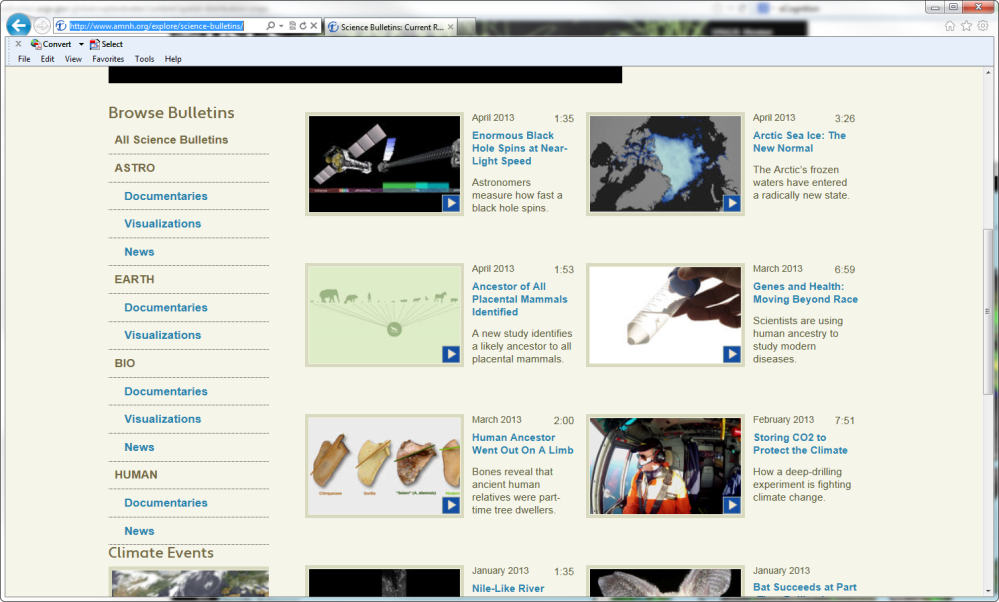 http://www.amnh.org/explore/science-bulletins/
Science Bulletins: Current R...
Convert
Select
File Edit View Favorites Tools Help
Browse Bulletins
All Science Bulletins
ASTRO
Documentaries
Visualizations
News
EARTH
Documentaries
Visualizations
BIO
Documentaries
Visualizations
News
HUMAN
Documentaries
News
Climate Events
April 2013 1:35
Enormous Black
Hole Spins at Near-
Light Speed
Astronomers
measure how fast a
black hole spins.
April 2013 3:26
Arctic Sea Ice: The
New Normal
The Arctic's frozen
waters have entered
a radically new state.
April 2013 1:53
Ancestor of All
Placental Mammals
Identified
A new study identifies
a likely ancestor to all
placental mammals.
March 2013 6:59
Genes and Health:
Moving Beyond Race
Scientists are using
human ancestry to
study modern
diseases.
Chimpanzee Gorilla
March 2013 2:00
Human Ancestor
Went Out On A Limb
Bones reveal that
ancient human
relatives were part-
time tree dwellers.
February 2013 7:51
Storing CO2 to
Protect the Climate
How a deep-drilling
experiment is fighting
climate change.
January 2013 1:35
Nile-Like River
January 2013
Bat Succeeds at Part